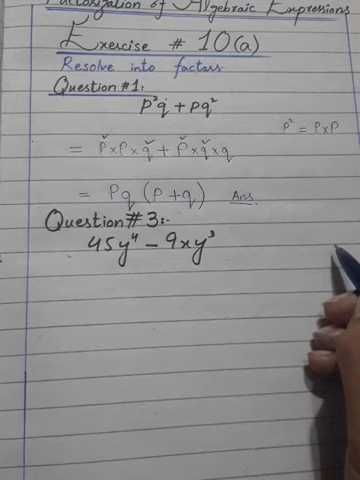 Factorization of Algebraic Expressions
Exercise # 10(a)
Resolve into factors.
Question#1:
p²q + pq²
p² = p×p
= p×p×q + p×q×q
= pq (p+q) Ans.
Question#3:-
45y⁴ - 9xy³